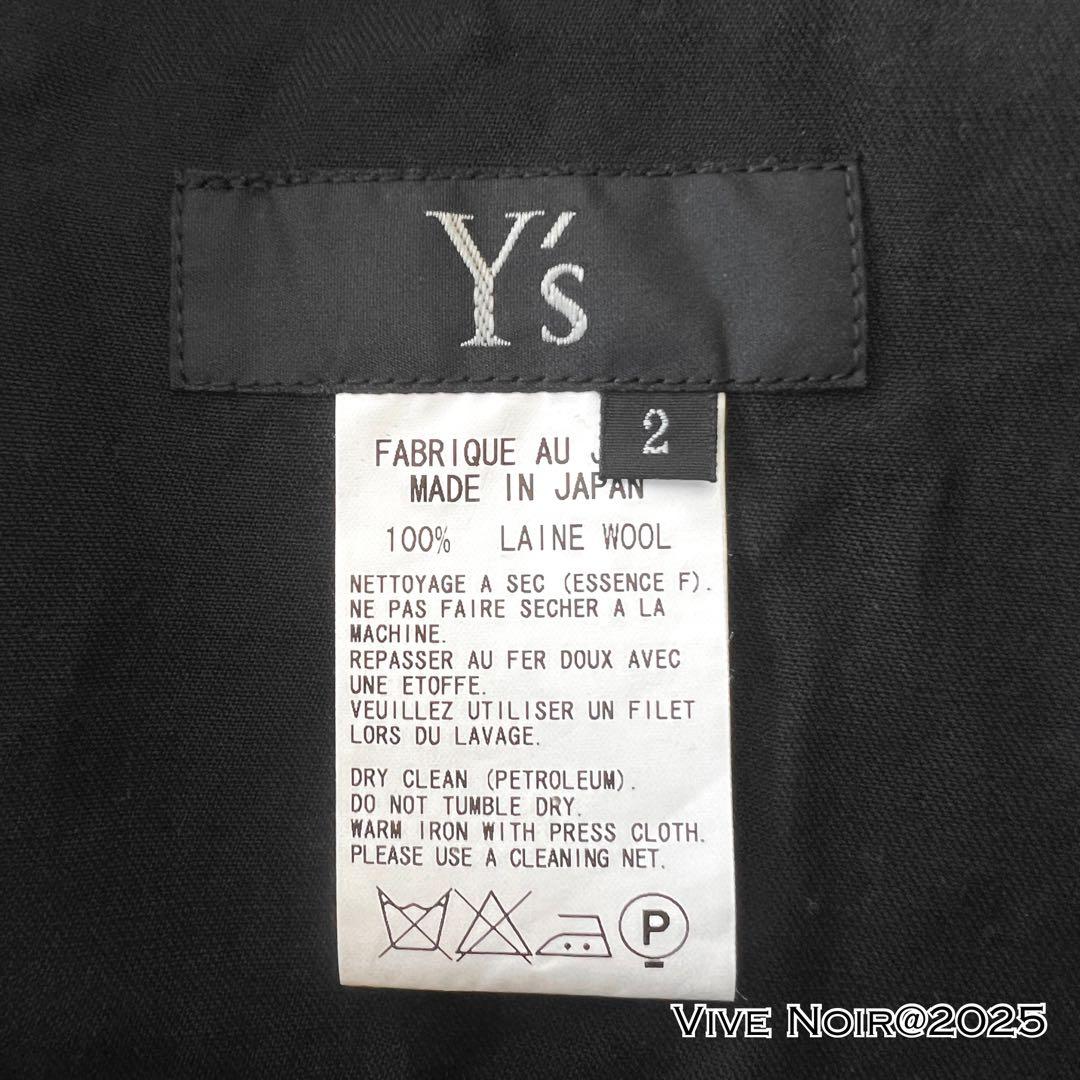 Y's
2
FABRIQUE AU
MADE IN JAPAN
100% LAINE WOOL
NETTOYAGE A SEC (ESSENCE F).
NE PAS FAIRE SECHER A LA
MACHINE.
REPASSER AU FER DOUX AVEC
UNE ETOFFE.
VEUILLEZ UTILISER UN FILET
LORS DU LAVAGE.
DRY CLEAN (PETROLEUM).
DO NOT TUMBLE DRY.
WARM IRON WITH PRESS CLOTH.
PLEASE USE A CLEANING NET.
P
VIVE NOIR@2025